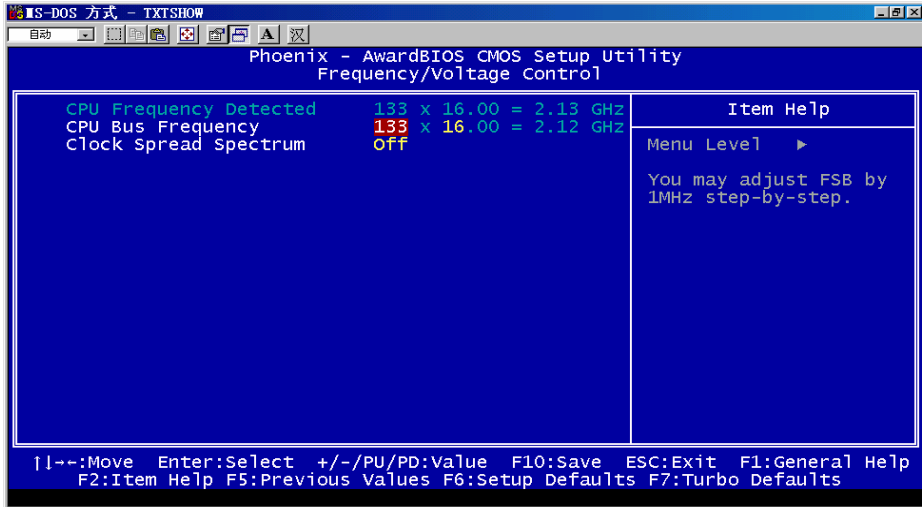 MS-DOS 方式 - TXTSHOW
自动 A 汉
Phoenix - AwardBIOS CMOS Setup Utility
Frequency/Voltage Control
CPU Frequency Detected 133 x 16.00 = 2.13 GHz
CPU Bus Frequency 133 x 16.00 = 2.12 GHz
Clock Spread Spectrum Off
Item Help
Menu Level ►
You may adjust FSB by
1MHz step-by-step.
↑↓→←:Move Enter:Select +/-/PU/PD:Value F10:Save ESC:Exit F1:General Help
F2:Item Help F5:Previous Values F6:Setup Defaults F7:Turbo Defaults